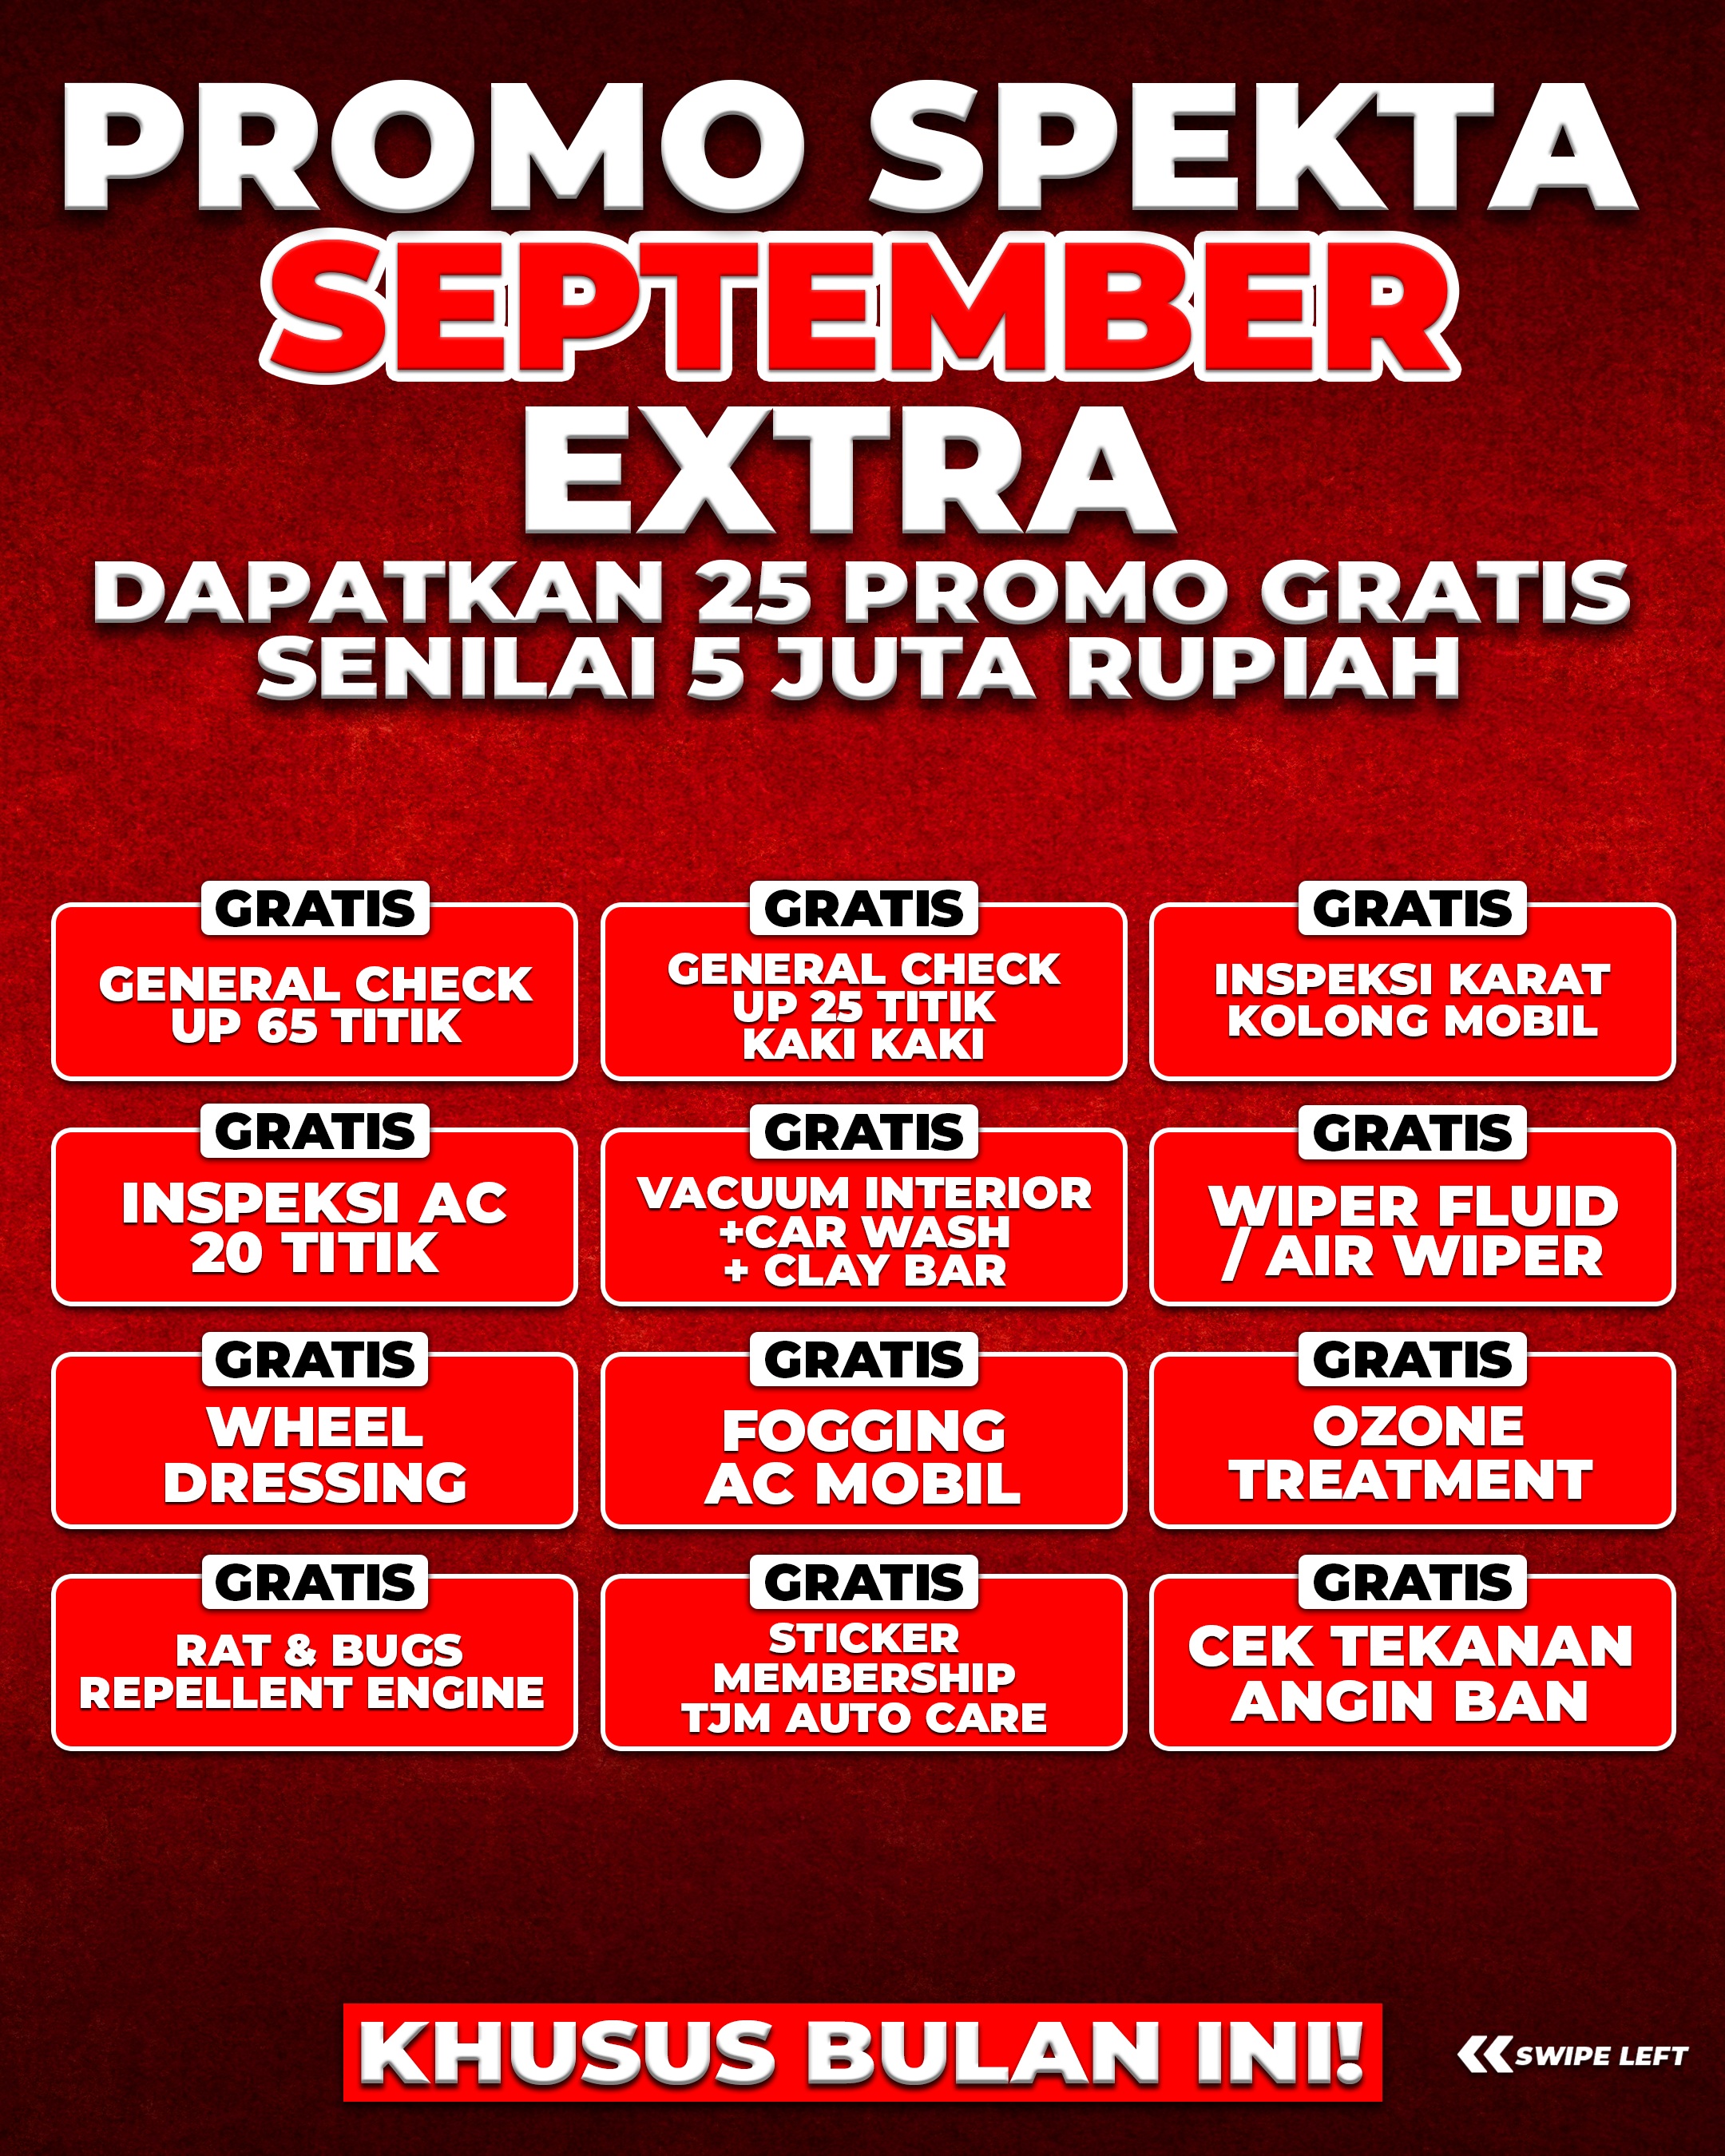 PROMO SPEKTA
SEPTEMBER
EXTRA
DAPATKAN 25 PROMO GRATIS
SENILAI 5 JUTA RUPIAH
GRATIS
GENERAL CHECK
UP 65 TITIK
GRATIS
GENERAL CHECK
UP 25 TITIK
KAKI KAKI
GRATIS
INSPEKSI KARAT
KOLONG MOBIL
GRATIS
INSPEKSI AC
20 TITIK
GRATIS
VACUUM INTERIOR
+CAR WASH
+ CLAY BAR
GRATIS
WIPER FLUID
/ AIR WIPER
GRATIS
WHEEL
DRESSING
GRATIS
FOGGING
AC MOBIL
GRATIS
OZONE
TREATMENT
GRATIS
RAT & BUGS
REPELLENT ENGINE
GRATIS
STICKER
MEMBERSHIP
TJM AUTO CARE
GRATIS
CEK TEKANAN
ANGIN BAN
KHUSUS BULAN INI!
SWIPE LEFT